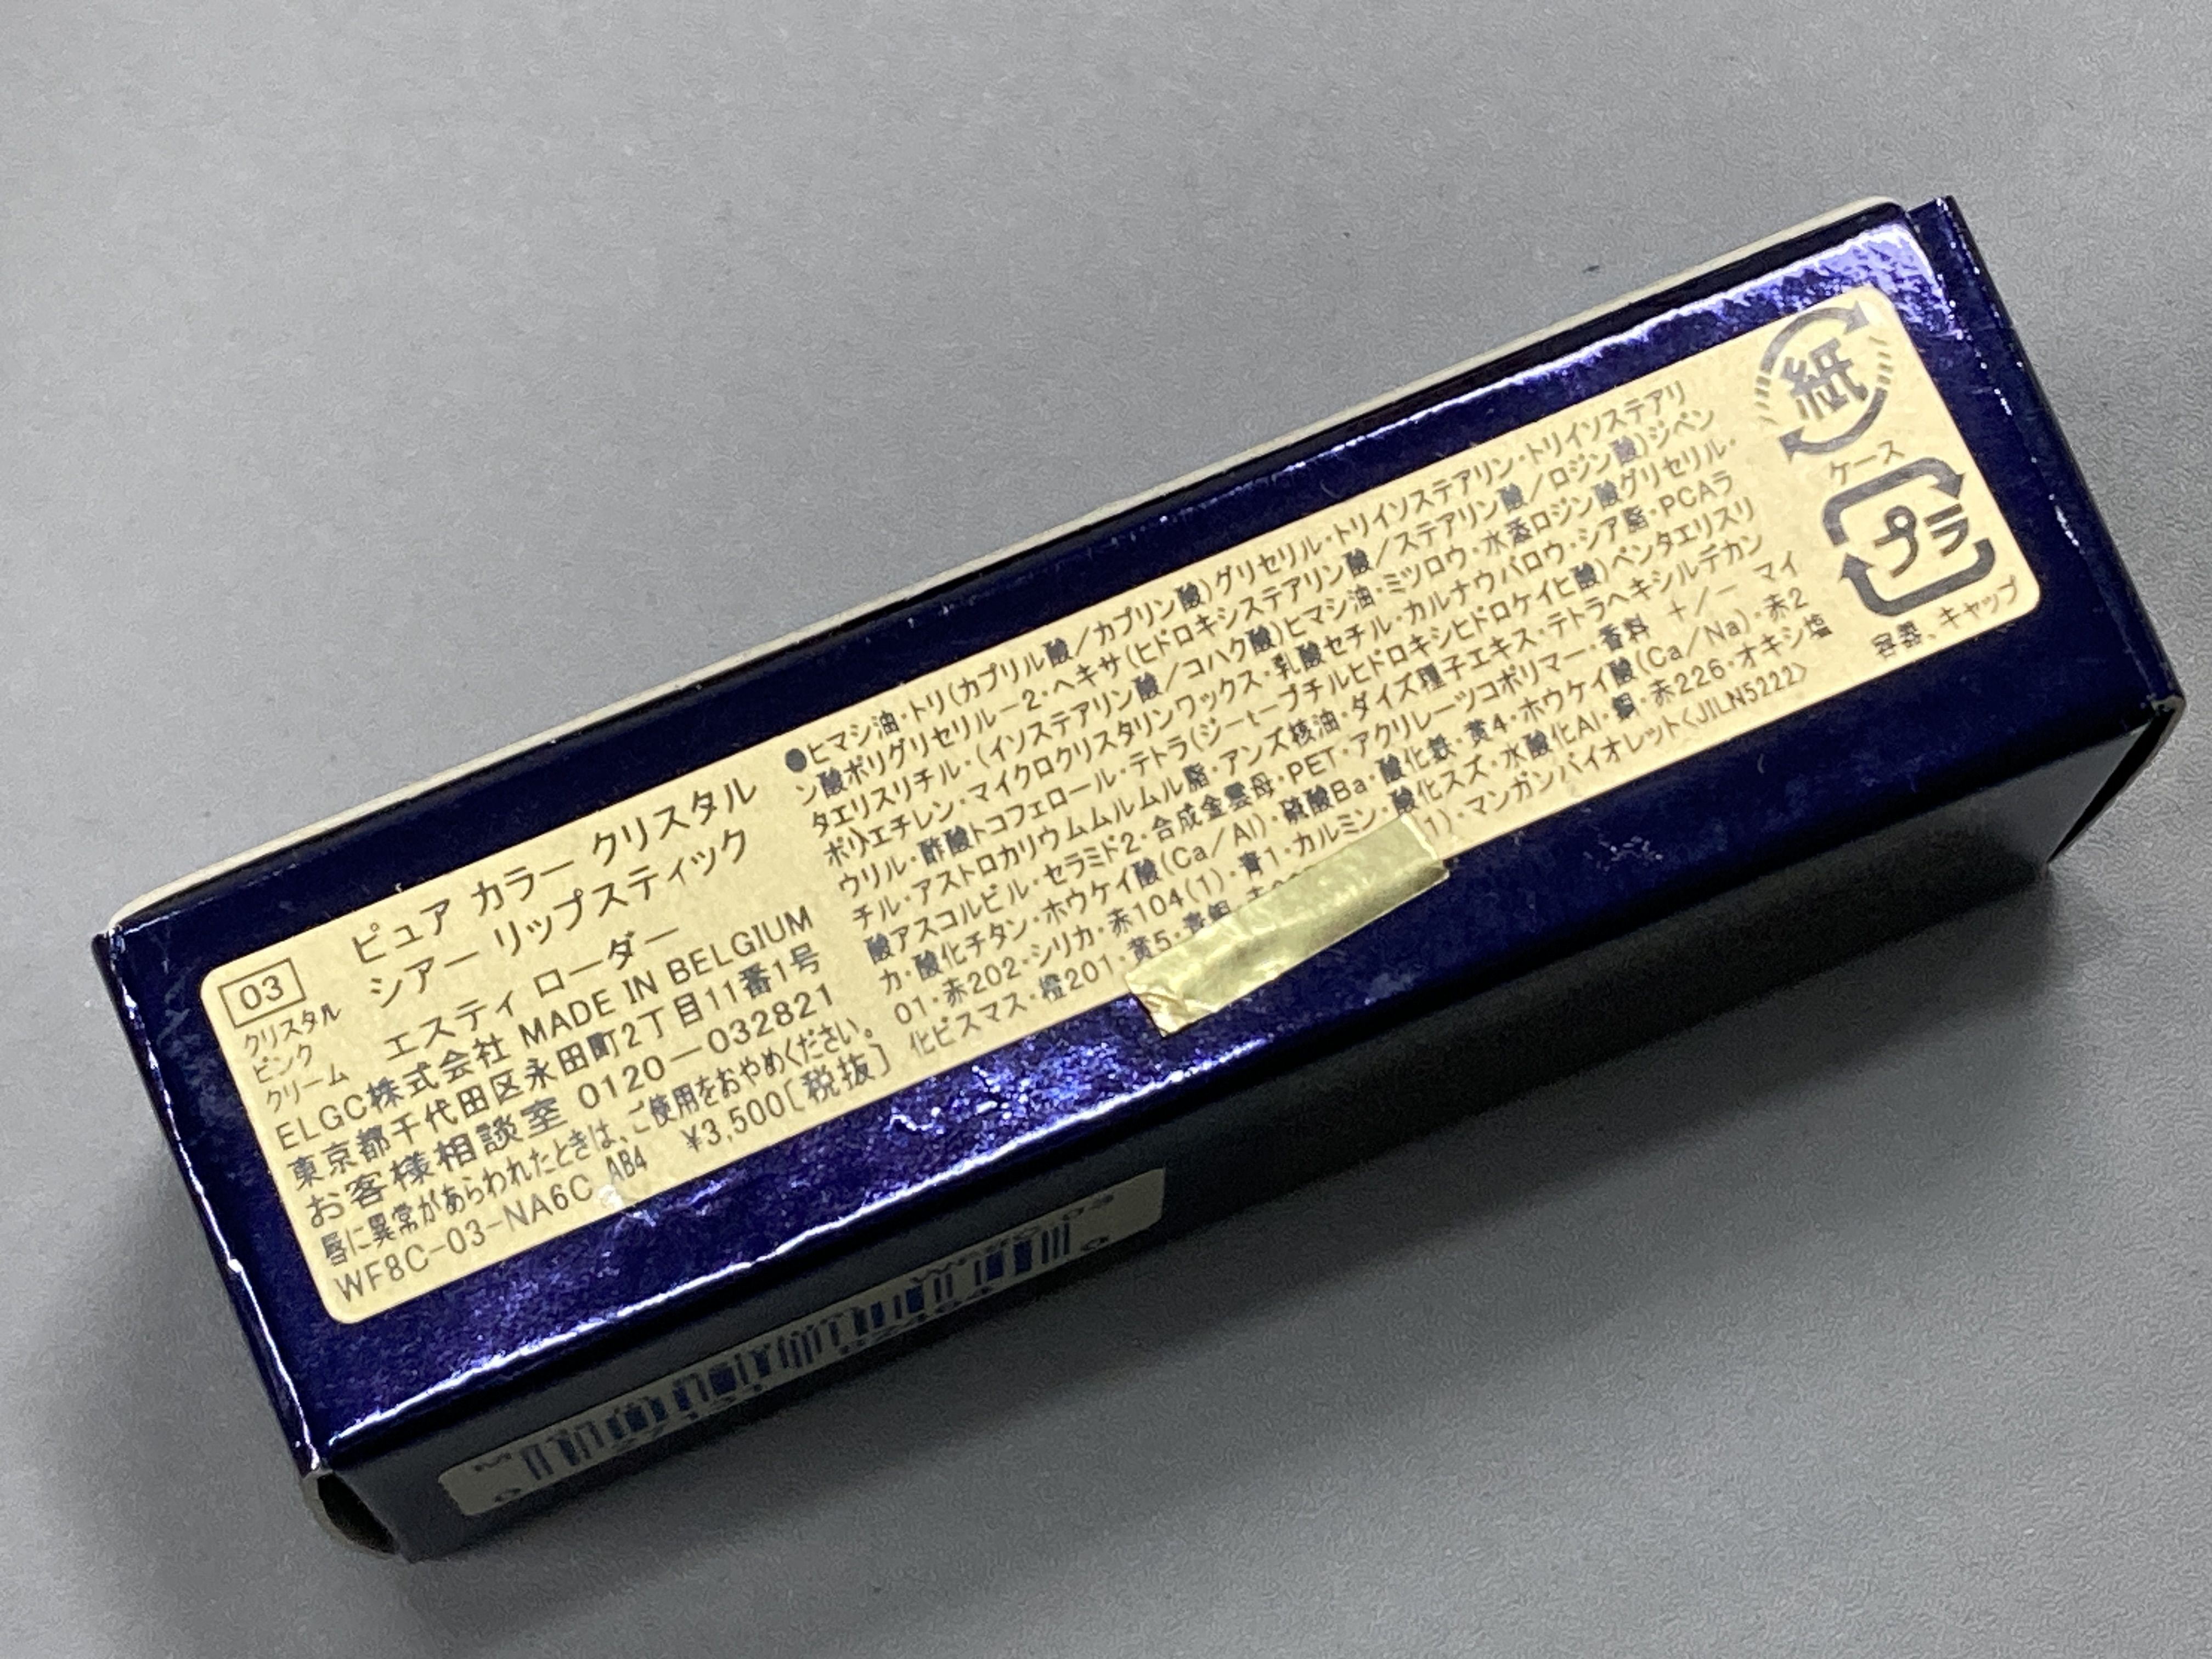 03
クリスタル
ピンク
クリーム
ピュア カラー クリスタル
シアー リップスティック
エスティ ローダー
ELGC株式会社 MADE IN BELGIUM
東京都千代田区永田町2丁目11番1号
お客様相談室 0120-032821
唇に異常があらわれたときは、ご使用をおやめください。
WF8C-03-NA6C AB4 ¥3,500[税抜]
●ヒマシ油・トリ(カプリル酸/カプリン酸)グリセリル・トリイソステアリン・トリイソステアリ
ン酸ポリグリセリル-2・ヘキサ(ヒドロキシステアリン酸/ステアリン酸/ロジン酸)ジペン
タエリスリチル・(イソステアリン酸/コハク酸)ヒマシ油・ミツロウ・水添ロジン酸グリセリル・
ポリエチレン・マイクロクリスタリンワックス・乳酸セチル・カルナウバロウ・シア脂・PCAラ
ウリル・酢酸トコフェロール・テトラ(ジ-t-ブチルヒドロキシヒドロケイヒ酸)ペンタエリスリ
チル・アストロカリウムムルムル脂・アンズ核油・ダイズ種子エキス・テトラヘキシルデカン
酸アスコルビル・セラミド2・合成金雲母・PET・アクリレーツコポリマー・香料 +/- マイ
カ・酸化チタン・ホウケイ酸(Ca/Al)・硫酸Ba・酸化鉄・黄4・ホウケイ酸(Ca/Na)・赤2
01・赤202・シリカ・赤104(1)・青1・カルミン・酸化スズ・水酸化Al・銅・赤226・オキシ塩
化ビスマス・橙201・黄5・ 1)・マンガンバイオレット<JILN5222>
紙
ケース
プラ
容器、キャップ